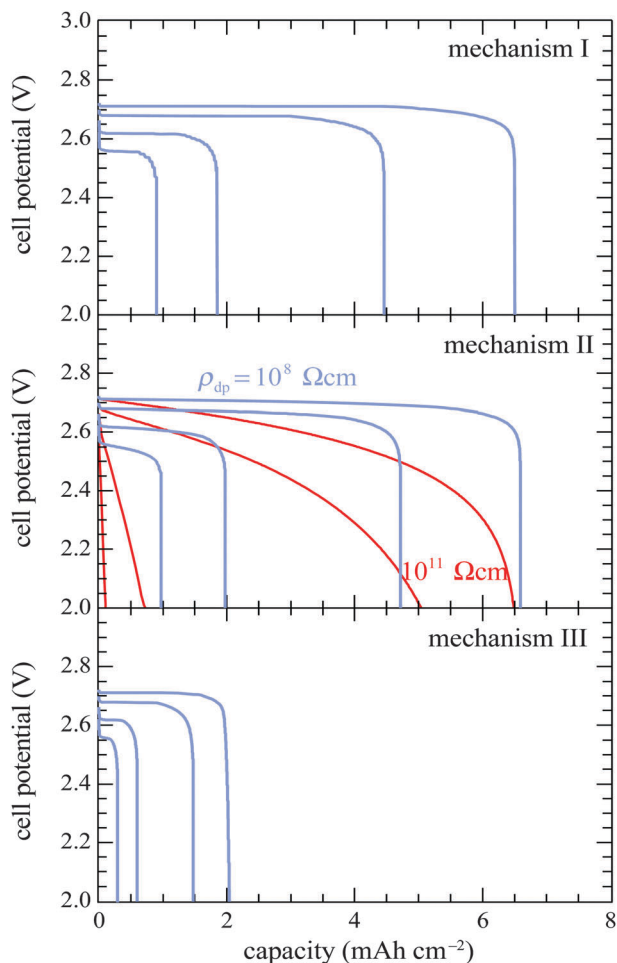 mechanism I
3.0
2.8
2.6
2.4
2.2
2.0
cell potential (V)
mechanism II
ρdp = 10⁸ Ωcm
2.8
2.6
2.4
2.2
2.0
cell potential (V)
10¹¹ Ωcm
mechanism III
2.8
2.6
2.4
2.2
2.0
cell potential (V)
0 2 4 6 8
capacity (mAh cm⁻²)